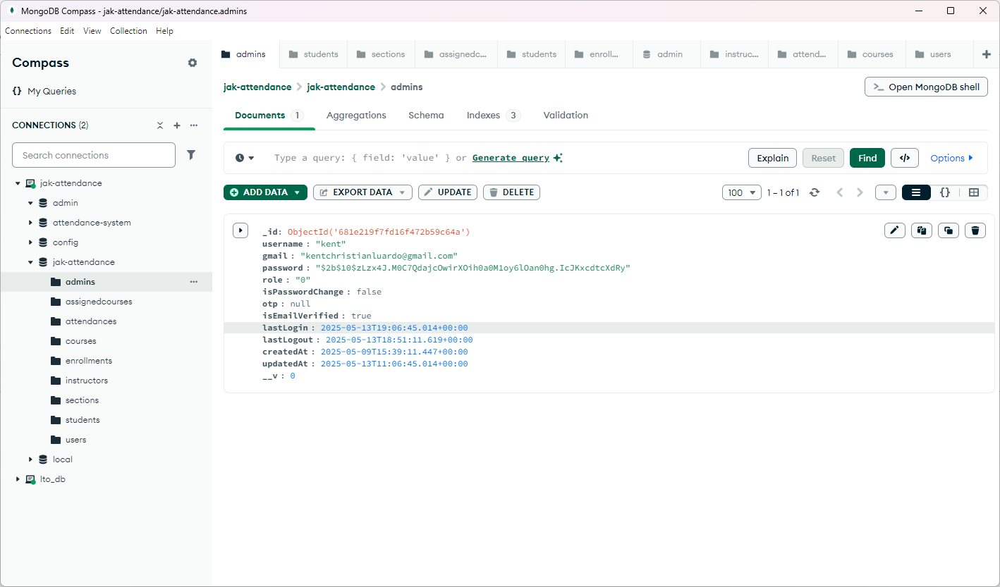 MongoDB Compass - jak-attendance/jak-attendance.admins
Connections Edit View Collection Help
Compass
My Queries
CONNECTIONS (2)
Search connections
jak-attendance
admin
attendance-system
config
jak-attendance
admins
assignedcourses
attendances
courses
enrollments
instructors
sections
students
users
local
lto_db
admins students sections assignedc... students enroll... admin instruc... attend... courses users
jak-attendance > jak-attendance > admins
>_ Open MongoDB shell
Documents 1 Aggregations Schema Indexes 3 Validation
Type a query: { field: 'value' } or Generate query
Explain Reset Find </> Options
ADD DATA EXPORT DATA UPDATE DELETE
100 1 – 1 of 1 {}
_id: ObjectId('681e219f7fd16f472b59c64a')
username : "kent"
gmail : "kentchristianluardo@gmail.com"
password : "$2b$10$zLzx4J.M0C7QdajcOwirXOih0a0M1oy6lOan0hg.IcJKxcdtcXdRy"
role : "0"
isPasswordChange : false
otp : null
isEmailVerified : true
lastLogin : 2025-05-13T19:06:45.014+00:00
lastLogout : 2025-05-13T18:51:11.619+00:00
createdAt : 2025-05-09T15:39:11.447+00:00
updatedAt : 2025-05-13T11:06:45.014+00:00
__v : 0